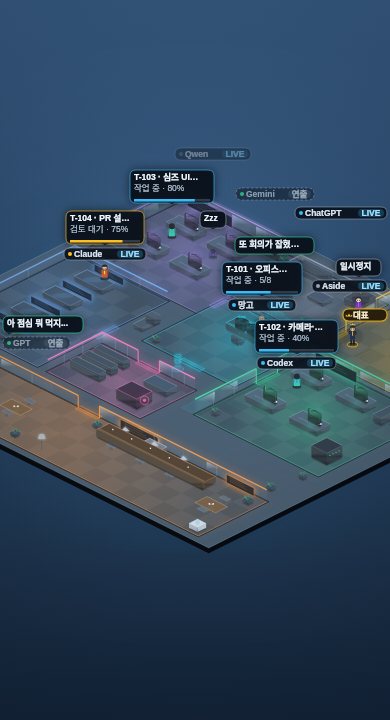 Qwen LIVE
T-103 · 심즈 UI…
작업 중 · 80%
Gemini 연출
T-104 · PR 설…
검토 대기 · 75%
Zzz
ChatGPT LIVE
또 회의가 잡혔…
Claude LIVE
T-101 · 오피스…
작업 중 · 5/8
일시정지
Aside LIVE
망고 LIVE
대표
아 점심 뭐 먹지…
T-102 · 카메라·…
작업 중 · 40%
GPT 연출
Codex LIVE